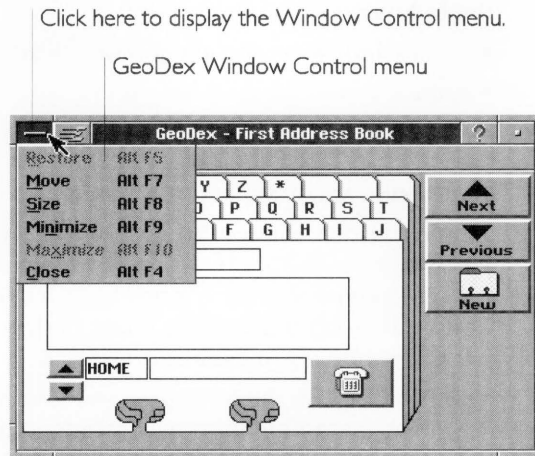 Click here to display the Window Control menu.
GeoDex Window Control menu
GeoDex - First Address Book ?
Restore Alt F5
Move Alt F7
Size Alt F8
Minimize Alt F9
Maximize Alt F10
Close Alt F4
Y Z *
P Q R S T
F G H I J
Next
Previous
New
HOME